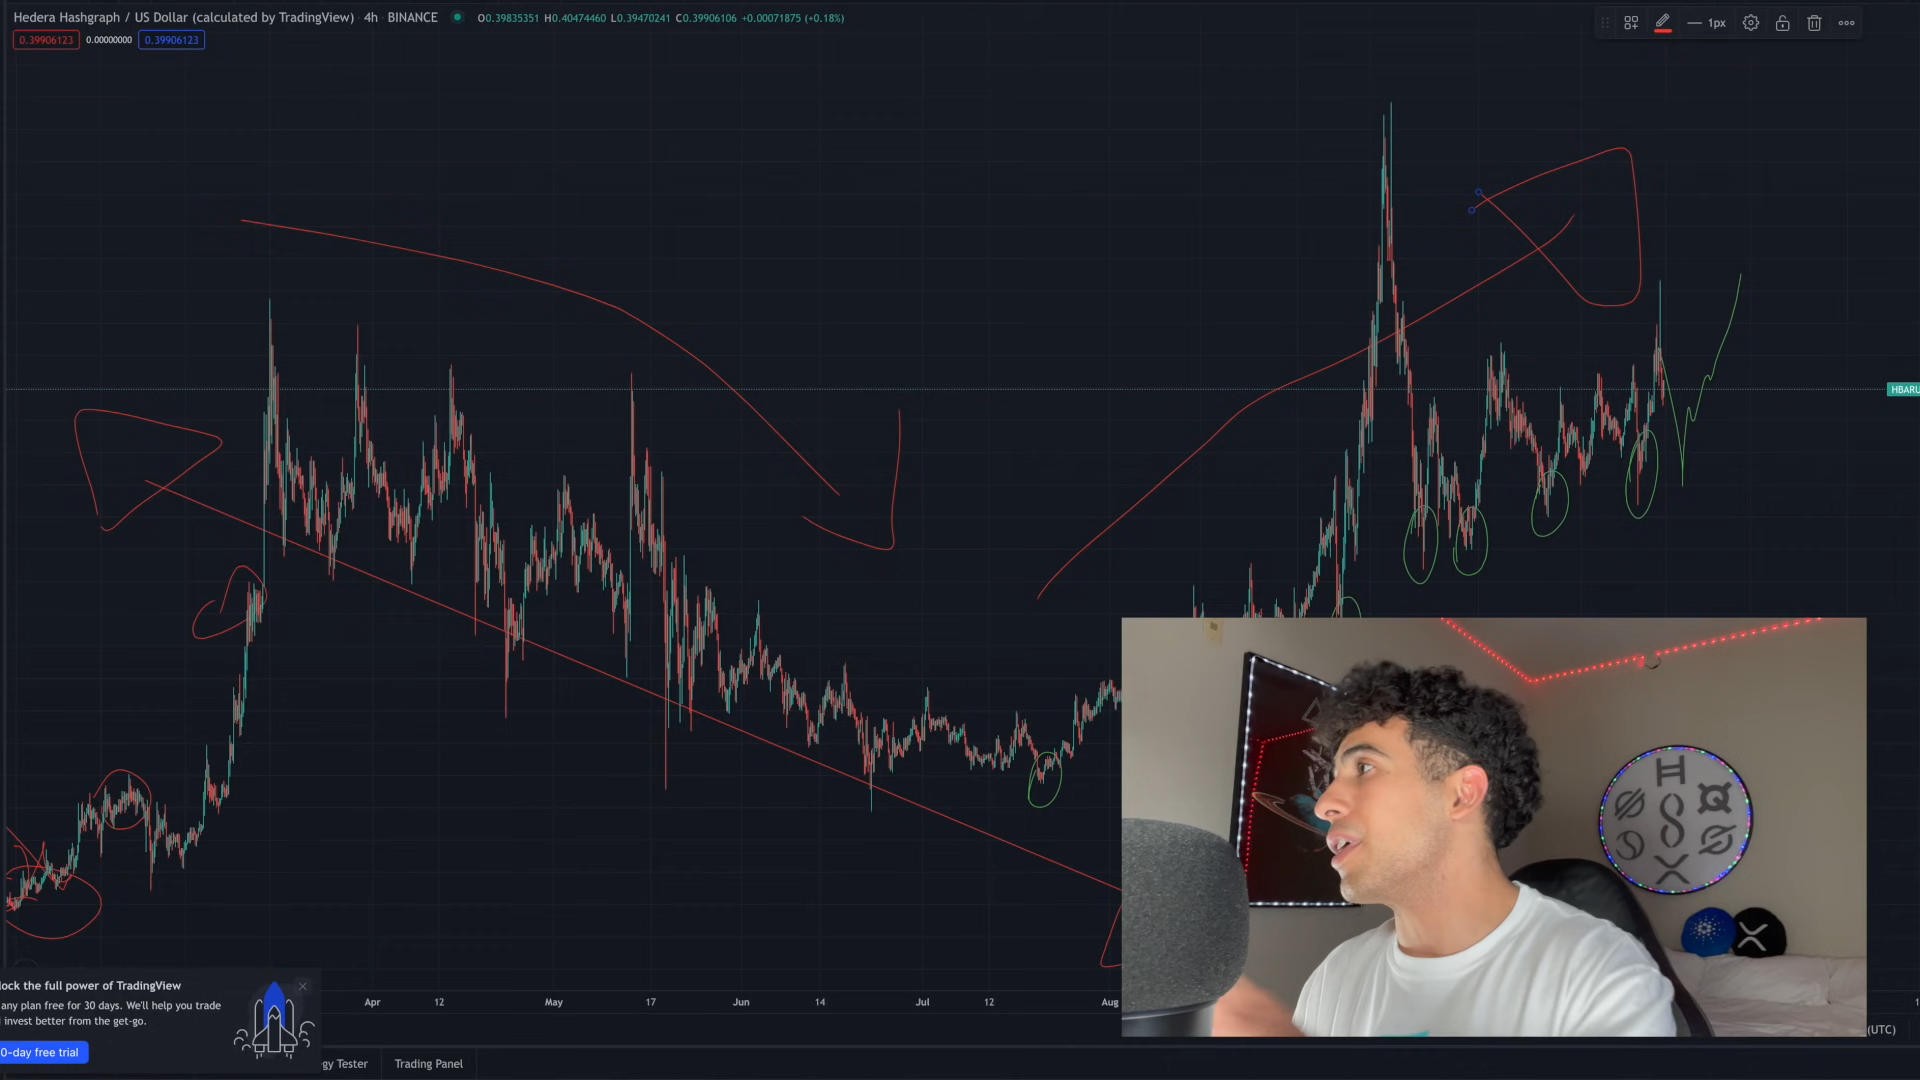 Hedera Hashgraph / US Dollar (calculated by TradingView) · 4h · BINANCE O0.39835351 H0.40474460 L0.39470241 C0.39906106 +0.00071875 (+0.18%)
1px
0.39906123 0.00000000 0.39906123
HBARU
lock the full power of TradingView
any plan free for 30 days. We'll help you trade
invest better from the get-go.
0-day free trial
Apr 12 May 17 Jun 14 Jul 12 Aug
(UTC)
gy Tester Trading Panel